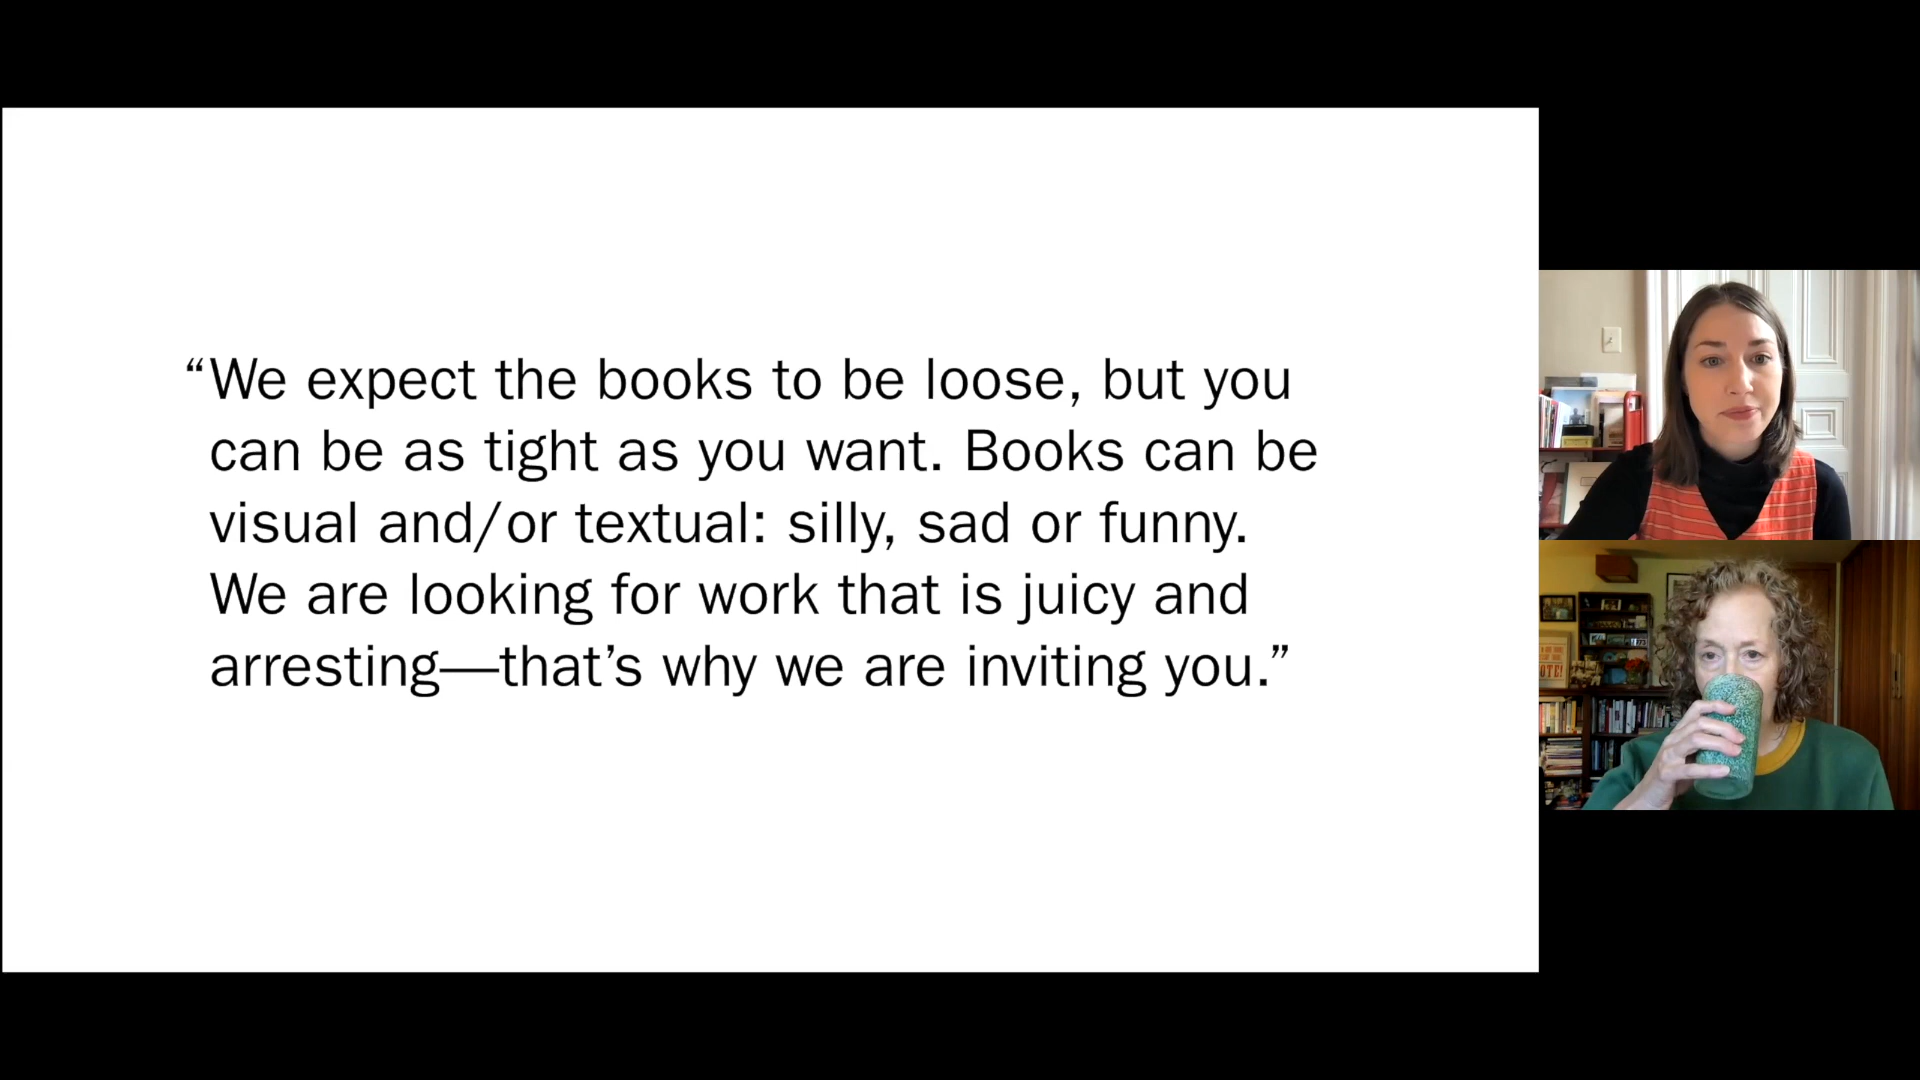 “We expect the books to be loose, but you
can be as tight as you want. Books can be
visual and/or textual: silly, sad or funny.
We are looking for work that is juicy and
arresting—that’s why we are inviting you.”
OTE!